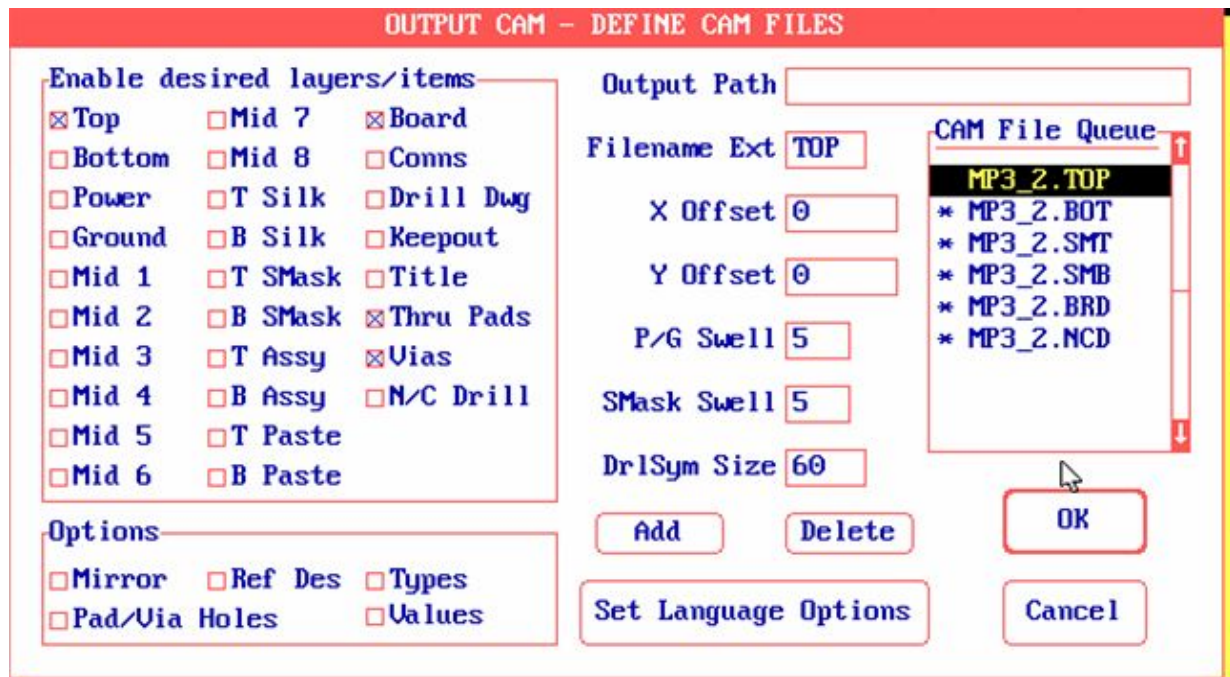 OUTPUT CAM - DEFINE CAM FILES
Enable desired layers/items
Top Mid 7 Board
Bottom Mid 8 Conns
Power T Silk Drill Dwg
Ground B Silk Keepout
Mid 1 T SMask Title
Mid 2 B SMask Thru Pads
Mid 3 T Assy Vias
Mid 4 B Assy N/C Drill
Mid 5 T Paste
Mid 6 B Paste
Options
Mirror Ref Des Types
Pad/Via Holes Values
Output Path
Filename Ext TOP
X Offset 0
Y Offset 0
P/G Swell 5
SMask Swell 5
DrlSym Size 60
Add Delete
Set Language Options
CAM File Queue
MP3_2.TOP
* MP3_2.BOT
* MP3_2.SMT
* MP3_2.SMB
* MP3_2.BRD
* MP3_2.NCD
OK
Cancel